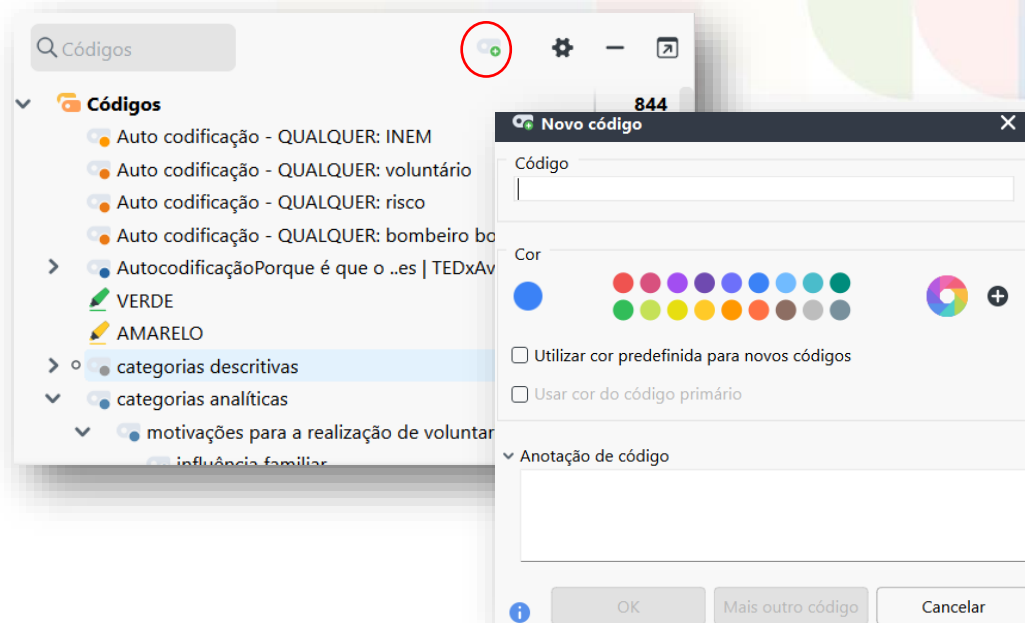 Códigos
Códigos 844
Auto codificação - QUALQUER: INEM
Auto codificação - QUALQUER: voluntário
Auto codificação - QUALQUER: risco
Auto codificação - QUALQUER: bombeiro bo
AutocodificaçãoPorque é que o ..es | TEDxAv
VERDE
AMARELO
categorias descritivas
categorias analíticas
motivações para a realização de voluntar
influência familiar
Novo código
Código
Cor
Utilizar cor predefinida para novos códigos
Usar cor do código primário
Anotação de código
OK Mais outro código Cancelar